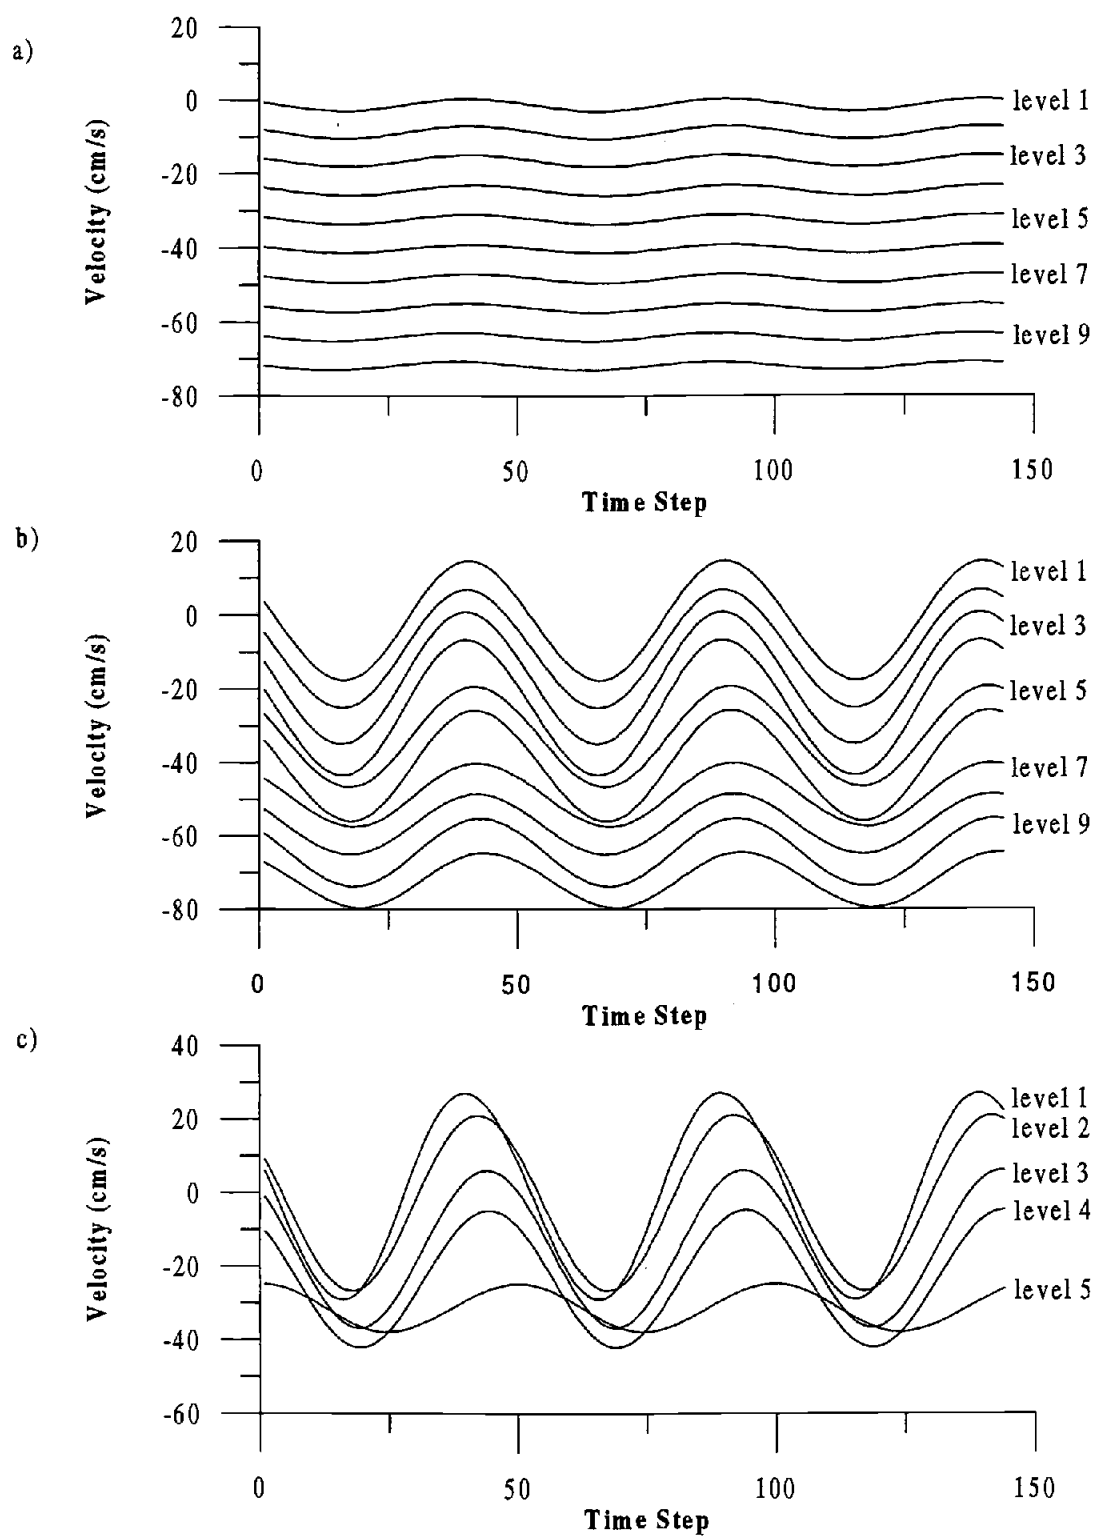 a)
20
0
-20
-40
-60
-80
Velocity (cm/s)
level 1
level 3
level 5
level 7
level 9
0 50 100 150
Time Step
b)
20
0
-20
-40
-60
-80
Velocity (cm/s)
level 1
level 3
level 5
level 7
level 9
0 50 100 150
Time Step
c)
40
20
0
-20
-40
-60
Velocity (cm/s)
level 1
level 2
level 3
level 4
level 5
0 50 100 150
Time Step